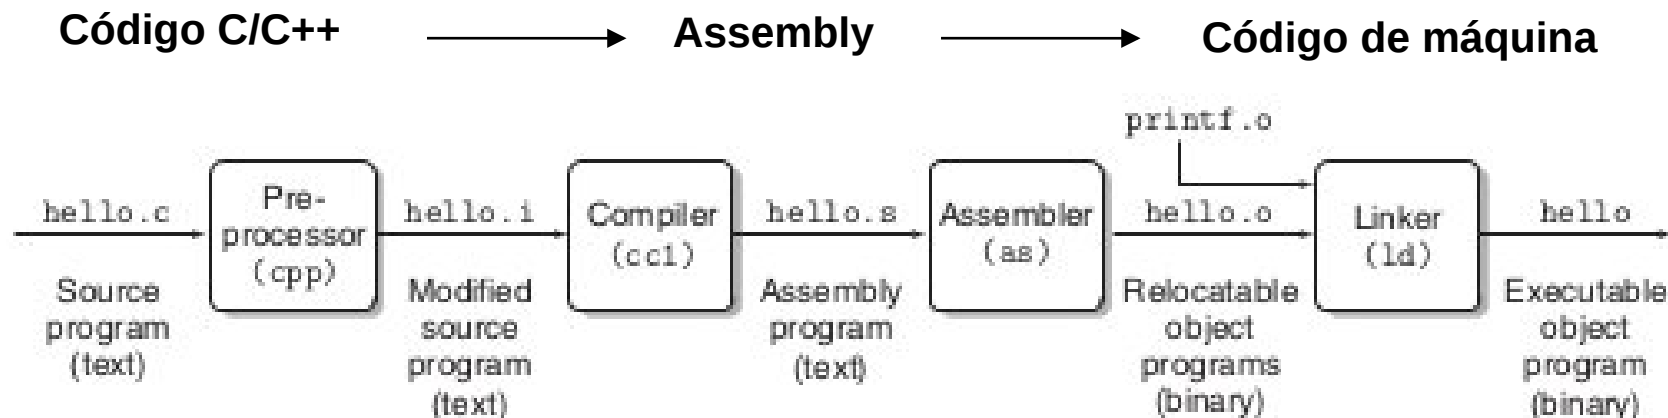 Código C/C++
Assembly
Código de máquina
printf.o
hello.c
Pre-
processor
(cpp)
hello.i
Compiler
(cc1)
hello.s
Assembler
(as)
hello.o
Linker
(ld)
hello
Source
program
(text)
Modified
source
program
(text)
Assembly
program
(text)
Relocatable
object
programs
(binary)
Executable
object
program
(binary)